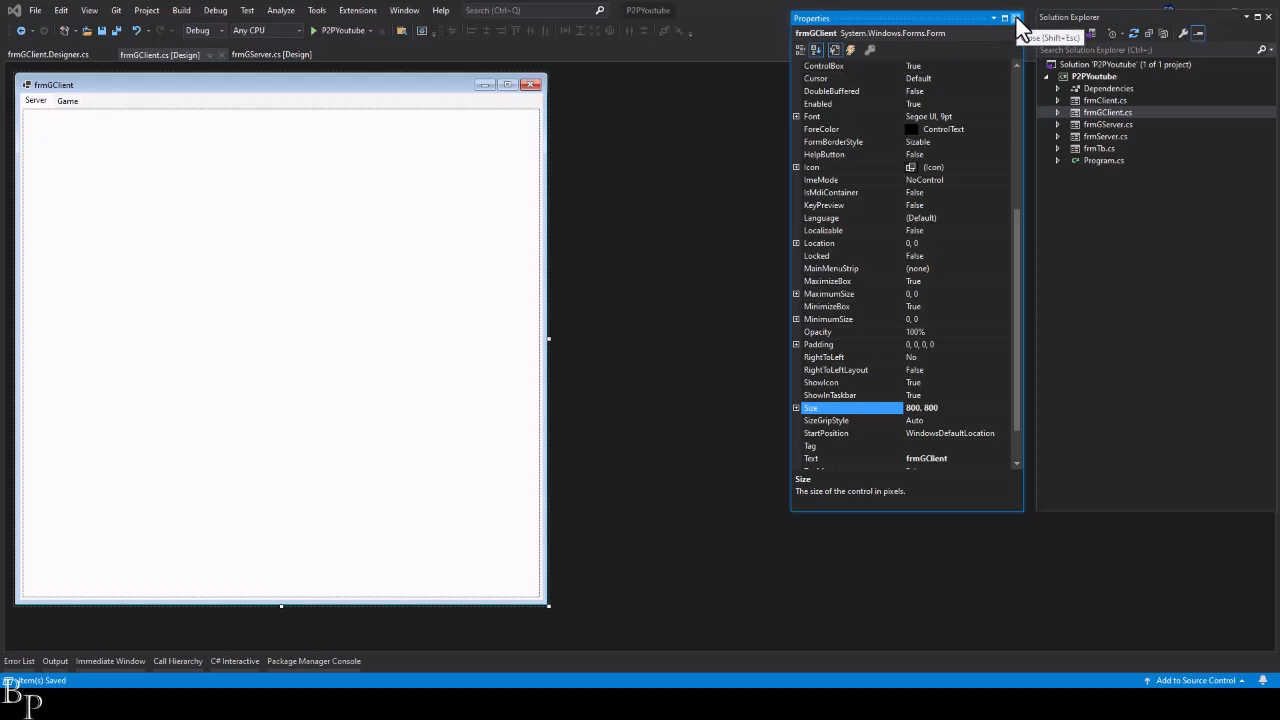 File Edit View Git Project Build Debug Test Analyze Tools Extensions Window Help Search (Ctrl+Q) P2PYoutube
Debug Any CPU P2PYoutube
frmGClient.Designer.cs frmGClient.cs [Design] frmGServer.cs [Design]
frmGClient
Server Game
Properties
frmGClient System.Windows.Forms.Form
ControlBox True
Cursor Default
DoubleBuffered False
Enabled True
Font Segoe UI, 9pt
ForeColor ControlText
FormBorderStyle Sizable
HelpButton False
Icon (Icon)
ImeMode NoControl
IsMdiContainer False
KeyPreview False
Language (Default)
Localizable False
Location 0, 0
Locked False
MainMenuStrip (none)
MaximizeBox True
MaximumSize 0, 0
MinimizeBox True
MinimumSize 0, 0
Opacity 100%
Padding 0, 0, 0, 0
RightToLeft No
RightToLeftLayout False
ShowIcon True
ShowInTaskbar True
Size 800, 800
SizeGripStyle Auto
StartPosition WindowsDefaultLocation
Tag
Text frmGClient
Size
The size of the control in pixels.
Solution Explorer
(Shift+Esc)
Search Solution Explorer (Ctrl+;)
Solution 'P2PYoutube' (1 of 1 project)
P2PYoutube
Dependencies
frmClient.cs
frmGClient.cs
frmGServer.cs
frmServer.cs
frmTb.cs
Program.cs
Error List Output Immediate Window Call Hierarchy C# Interactive Package Manager Console
Saved Add to Source Control
B P